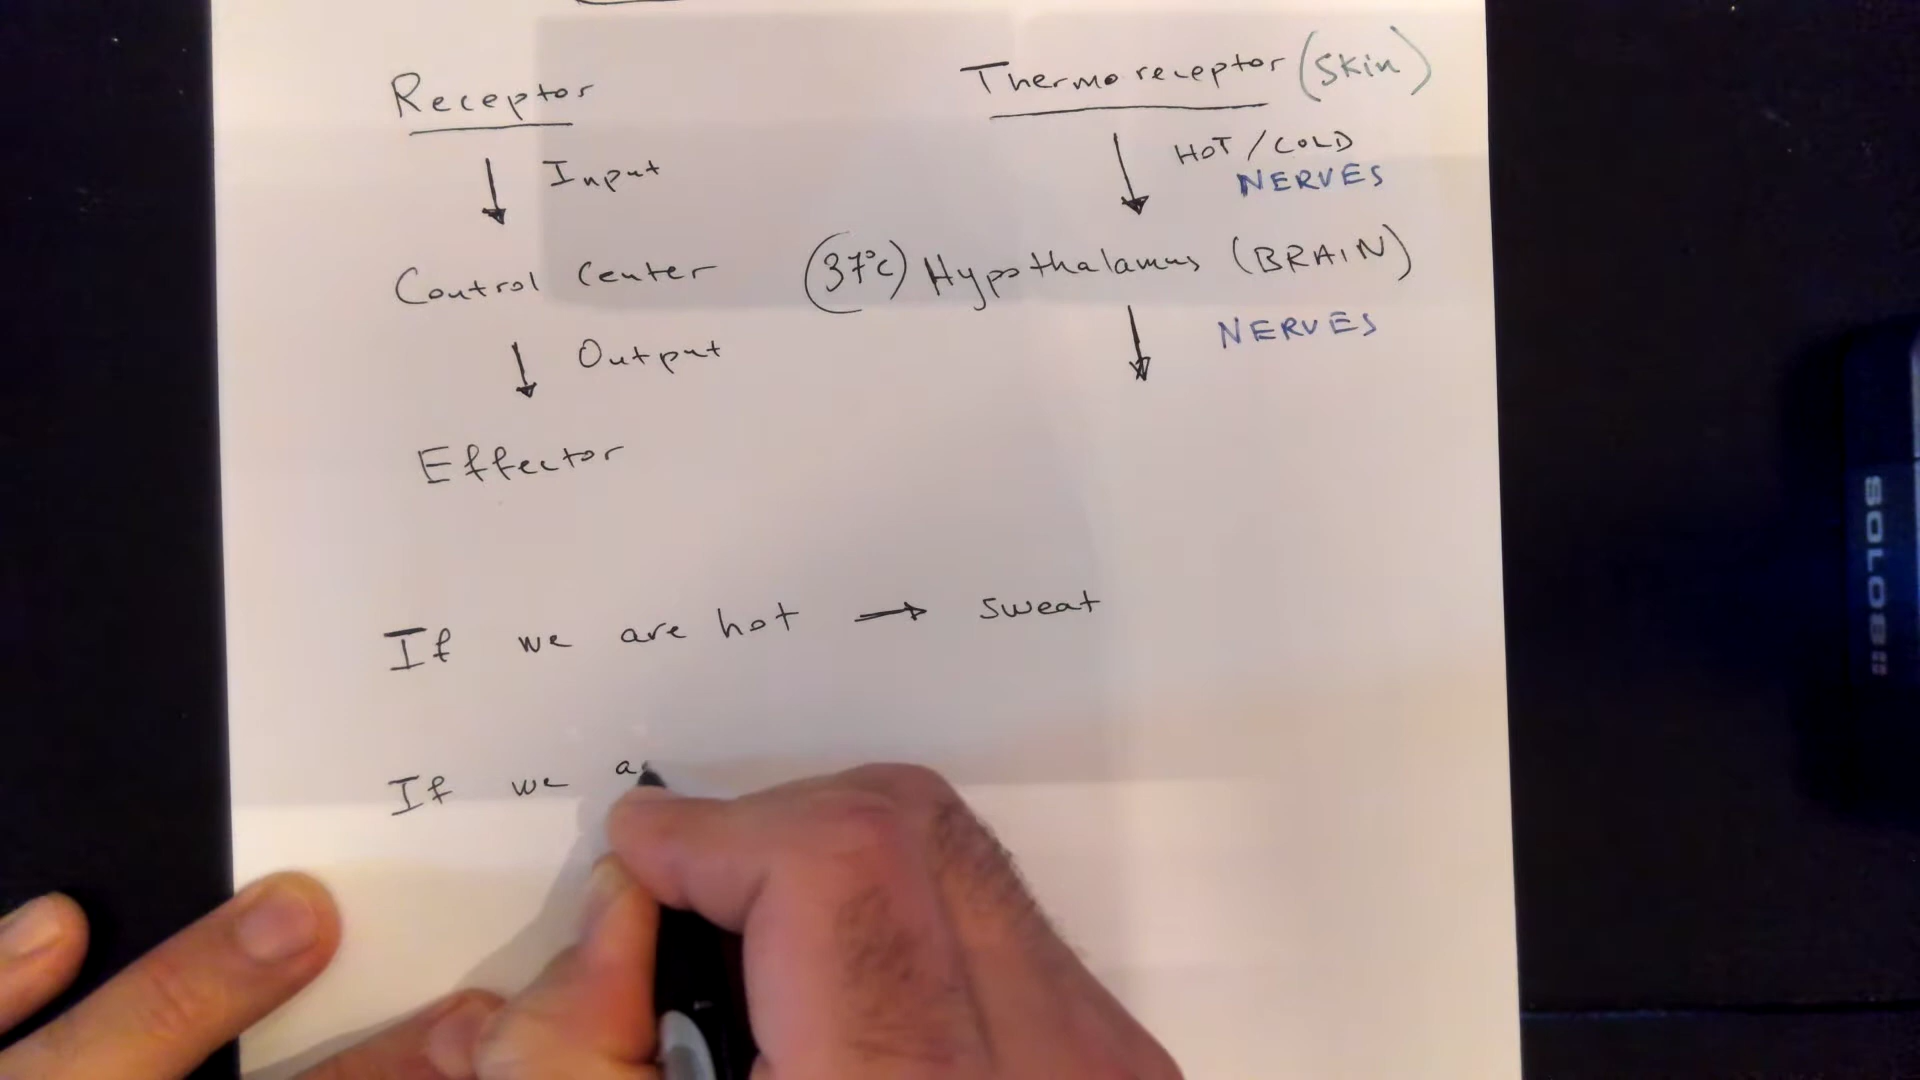 Receptor
Input
Control Center
Output
Effector
Thermoreceptor (Skin)
HOT / COLD
NERVES
(37°C) Hypothalamus (BRAIN)
NERVES
If we are hot → sweat
If we
SOLOBE